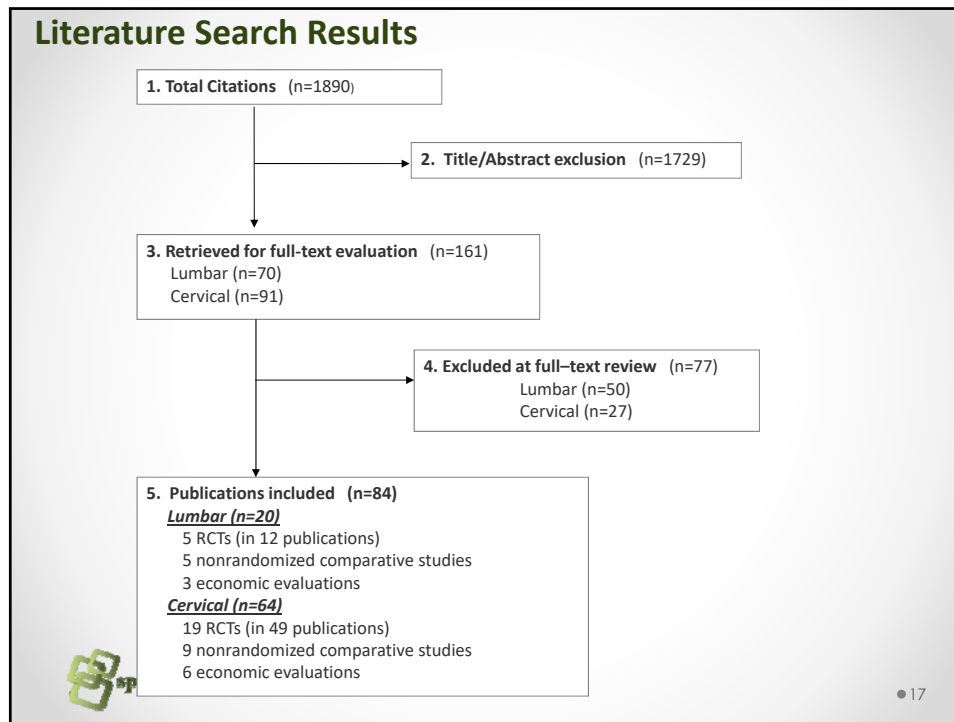 Literature Search Results
1. Total Citations (n=1890)
2. Title/Abstract exclusion (n=1729)
3. Retrieved for full-text evaluation (n=161)
Lumbar (n=70)
Cervical (n=91)
4. Excluded at full–text review (n=77)
Lumbar (n=50)
Cervical (n=27)
5. Publications included (n=84)
Lumbar (n=20)
5 RCTs (in 12 publications)
5 nonrandomized comparative studies
3 economic evaluations
Cervical (n=64)
19 RCTs (in 49 publications)
9 nonrandomized comparative studies
6 economic evaluations
sp
17